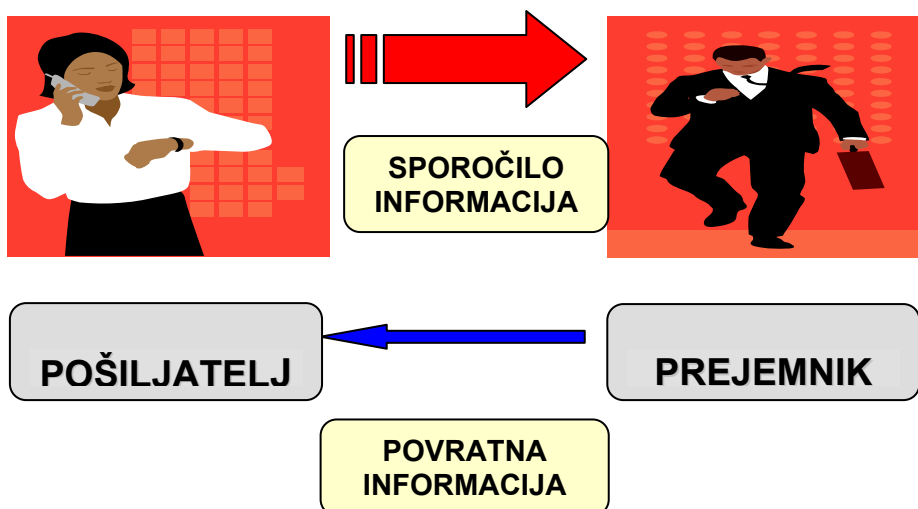 SPOROČILO
INFORMACIJA
POŠILJATELJ
PREJEMNIK
POVRATNA
INFORMACIJA